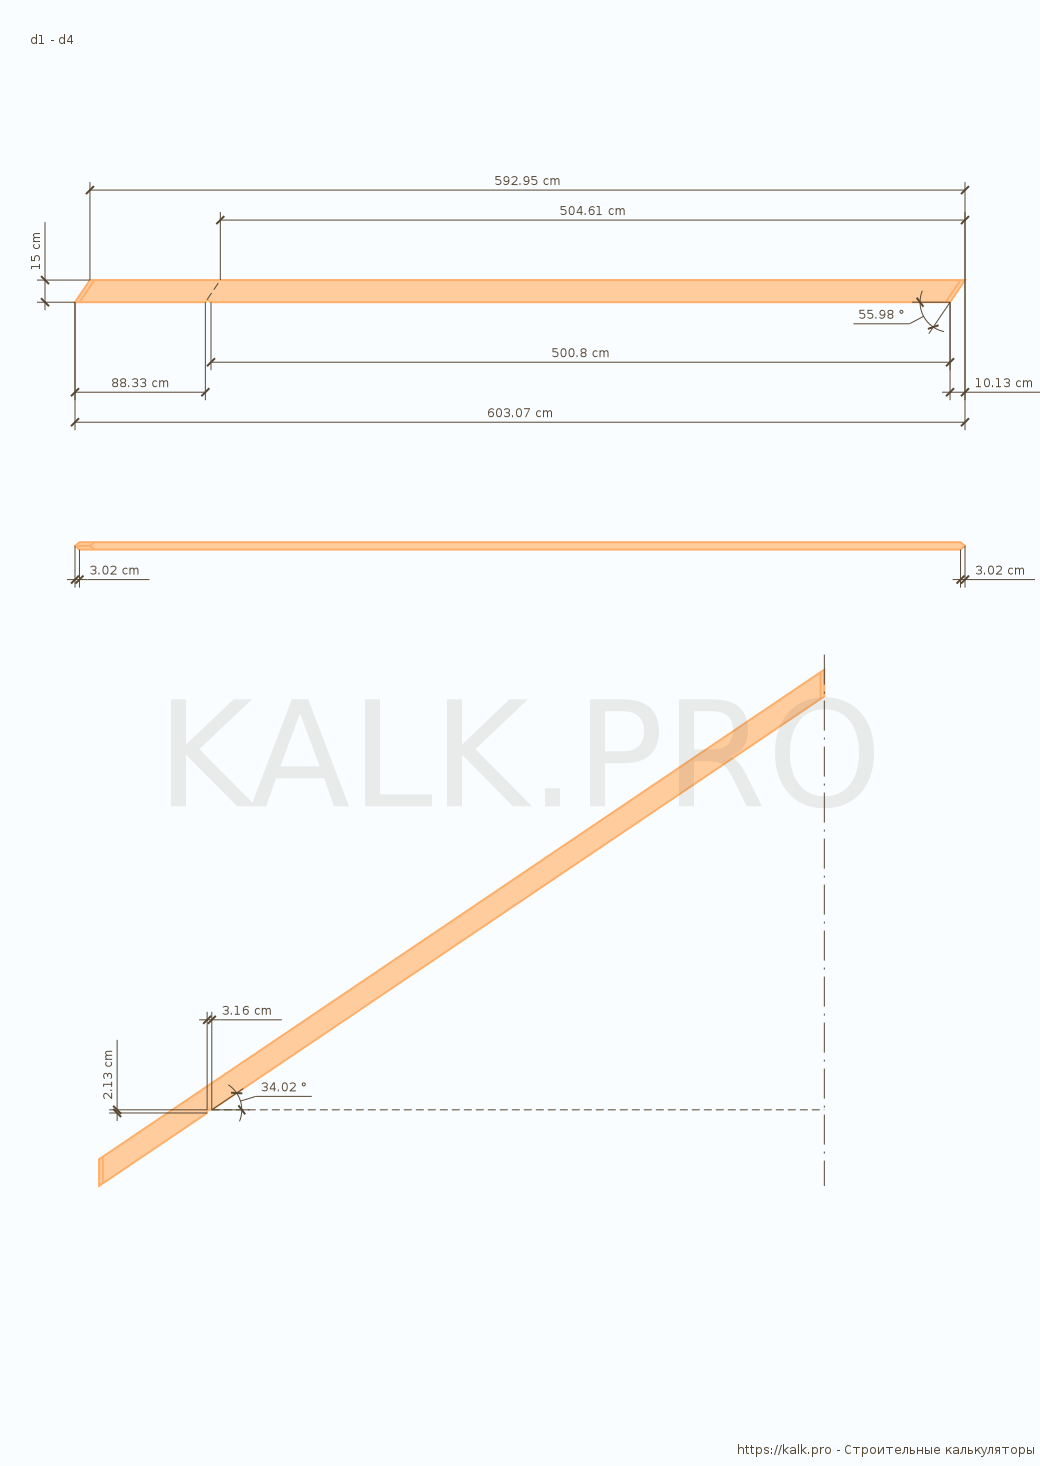 d1 - d4
592.95 cm
504.61 cm
15 cm
55.98 °
500.8 cm
88.33 cm
10.13 cm
603.07 cm
3.02 cm
3.02 cm
KALK.PRO
3.16 cm
2.13 cm
34.02 °
https://kalk.pro - Строительные калькуляторы